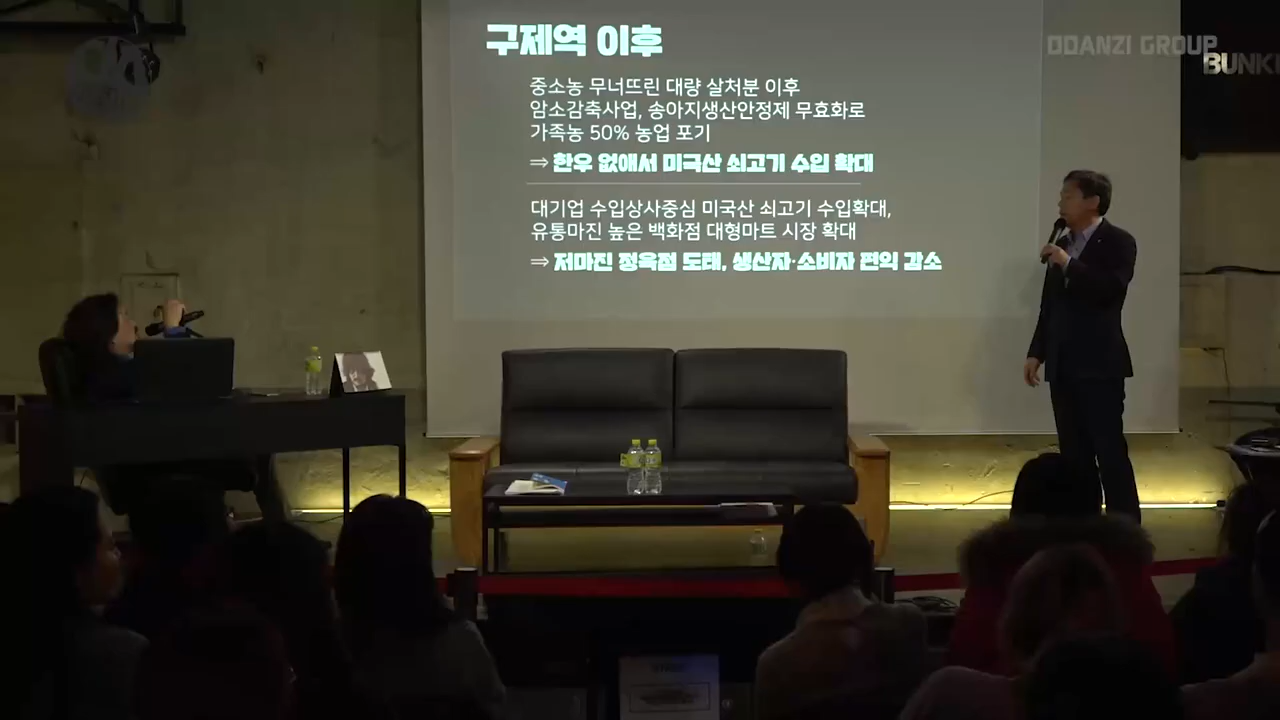 구제역 이후
중소농 무너뜨린 대량 살처분 이후
암소감축사업, 송아지생산안정제 무효화로
가족농 50% 농업 포기
⇒ 한우 없애서 미국산 쇠고기 수입 확대
대기업 수입상사중심 미국산 쇠고기 수입확대,
유통마진 높은 백화점 대형마트 시장 확대
⇒ 저마진 정육점 도태, 생산자·소비자 편익 감소
DDANZI GROUP
BUNK